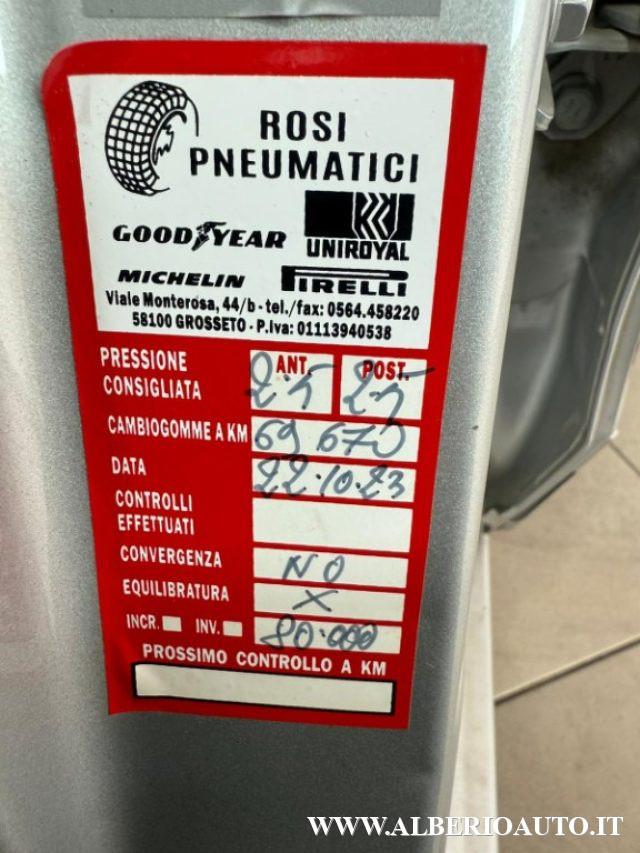 ROSI
PNEUMATICI
GOODYEAR
UNIROYAL
MICHELIN
PIRELLI
Viale Monterosa, 44/b - tel./fax: 0564.458220
58100 GROSSETO - P.Iva: 01113940538
PRESSIONE CONSIGLIATA ANT. 2.5 POST. 2.5
CAMBIOGOMME A KM 69 670
DATA 22.10.23
CONTROLLI
EFFETTUATI
CONVERGENZA NO
EQUILIBRATURA X
INCR. INV. 80.000
PROSSIMO CONTROLLO A KM
WWW.ALBERIOAUTO.IT